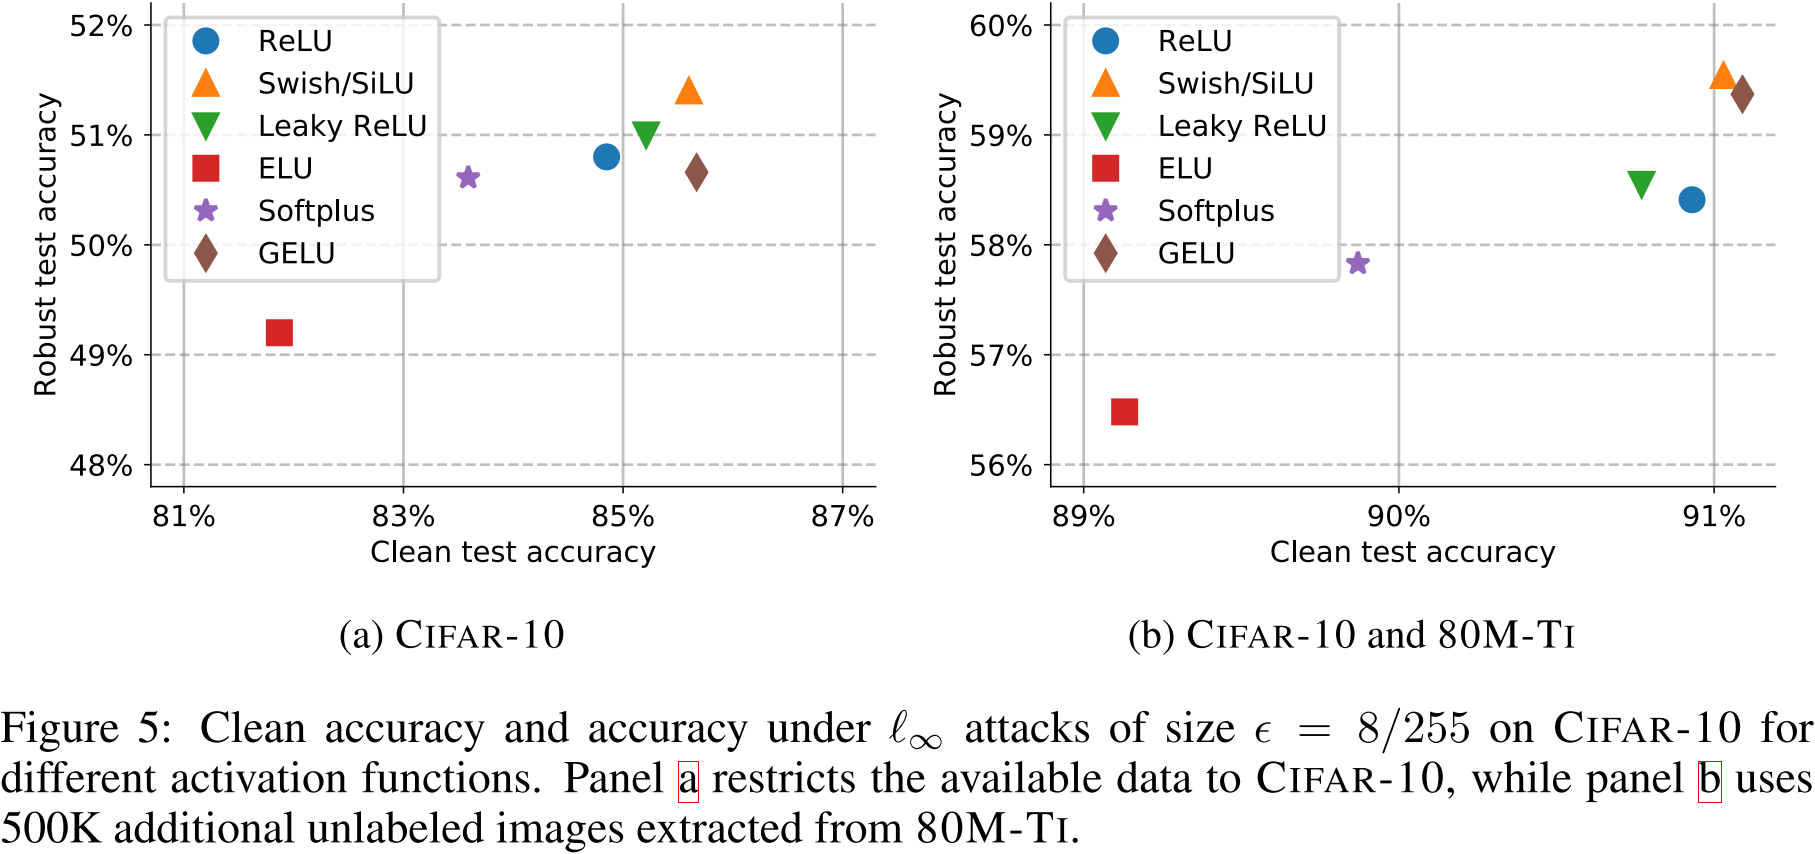 52%
51%
50%
49%
48%
Robust test accuracy
ReLU
Swish/SiLU
Leaky ReLU
ELU
Softplus
GELU
81% 83% 85% 87%
Clean test accuracy
(a) CIFAR-10
60%
59%
58%
57%
56%
Robust test accuracy
ReLU
Swish/SiLU
Leaky ReLU
ELU
Softplus
GELU
89% 90% 91%
Clean test accuracy
(b) CIFAR-10 and 80M-TI
Figure 5: Clean accuracy and accuracy under ℓ∞ attacks of size ϵ = 8/255 on CIFAR-10 for
different activation functions. Panel a restricts the available data to CIFAR-10, while panel b uses
500K additional unlabeled images extracted from 80M-TI.